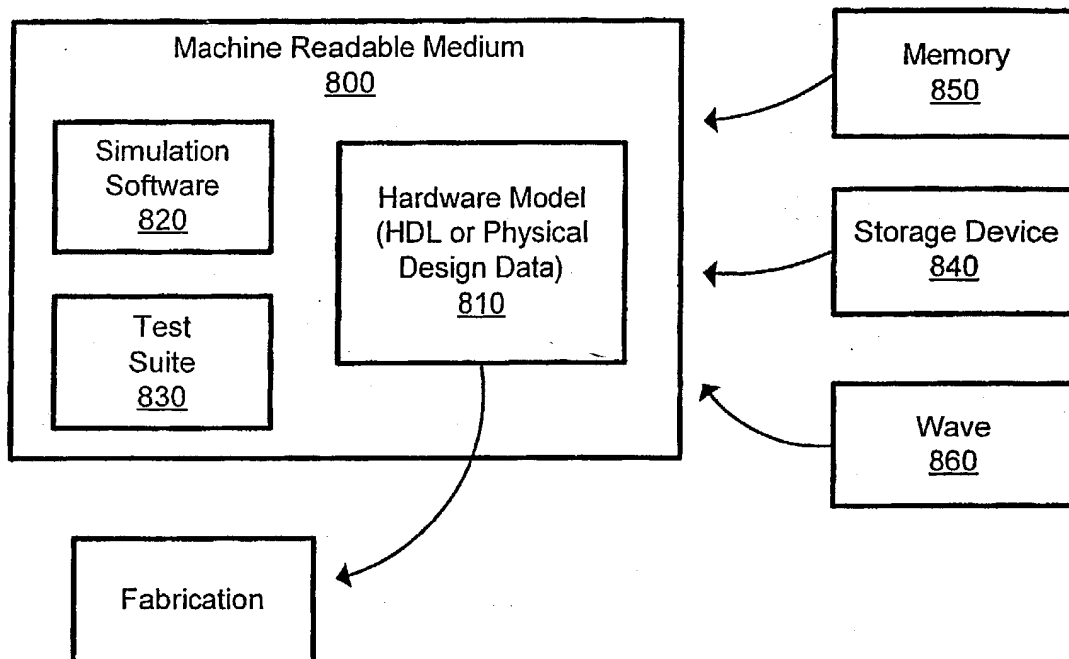 Machine Readable Medium
800
Simulation
Software
820
Test
Suite
830
Hardware Model
(HDL or Physical
Design Data)
810
Memory
850
Storage Device
840
Wave
860
Fabrication